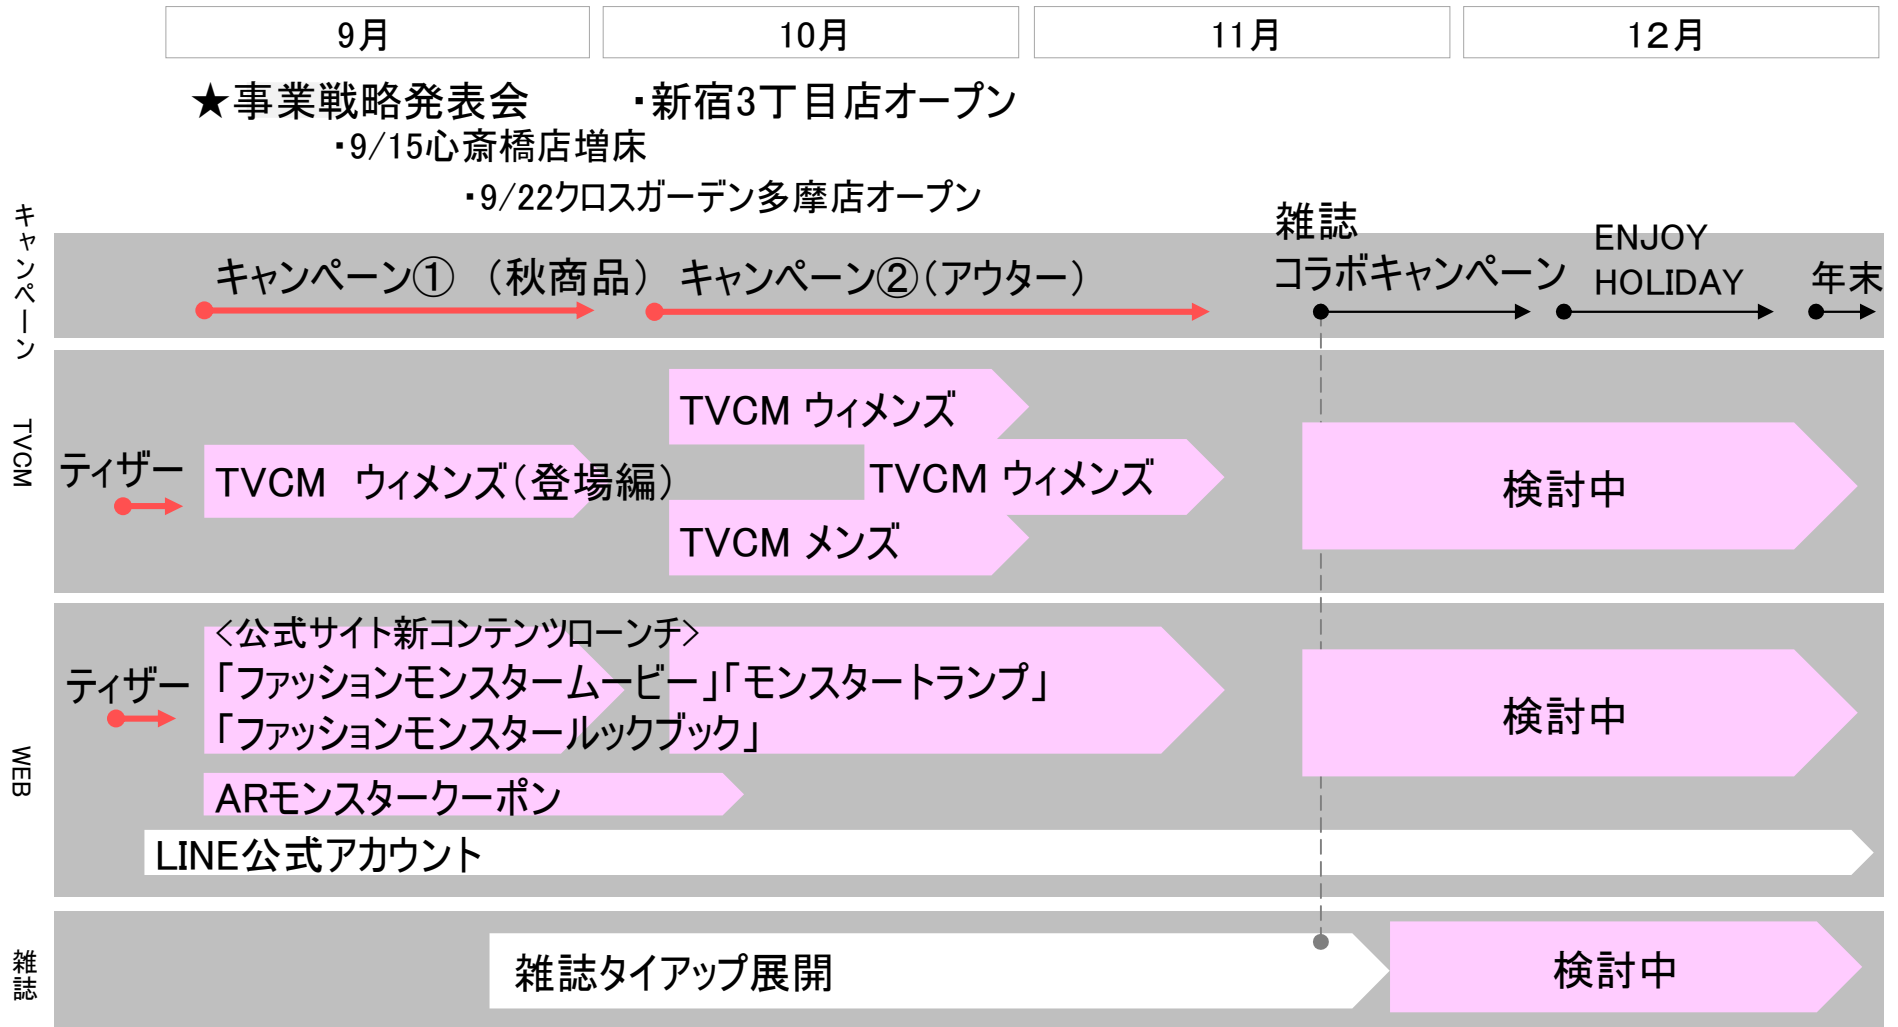 9月
10月
11月
12月
★事業戦略発表会
・新宿3丁目店オープン
・9/15心斎橋店増床
・9/22クロスガーデン多摩店オープン
キャンペーン
キャンペーン① （秋商品）
キャンペーン②（アウター）
雑誌
コラボキャンペーン
ENJOY
HOLIDAY
年末
TVCM
ティザー
TVCM ウィメンズ（登場編）
TVCM ウィメンズ
TVCM ウィメンズ
TVCM メンズ
検討中
WEB
ティザー
＜公式サイト新コンテンツローンチ＞
「ファッションモンスタームービー」「モンスタートランプ」
「ファッションモンスタールックブック」
検討中
ARモンスタークーポン
LINE公式アカウント
雑誌
雑誌タイアップ展開
検討中